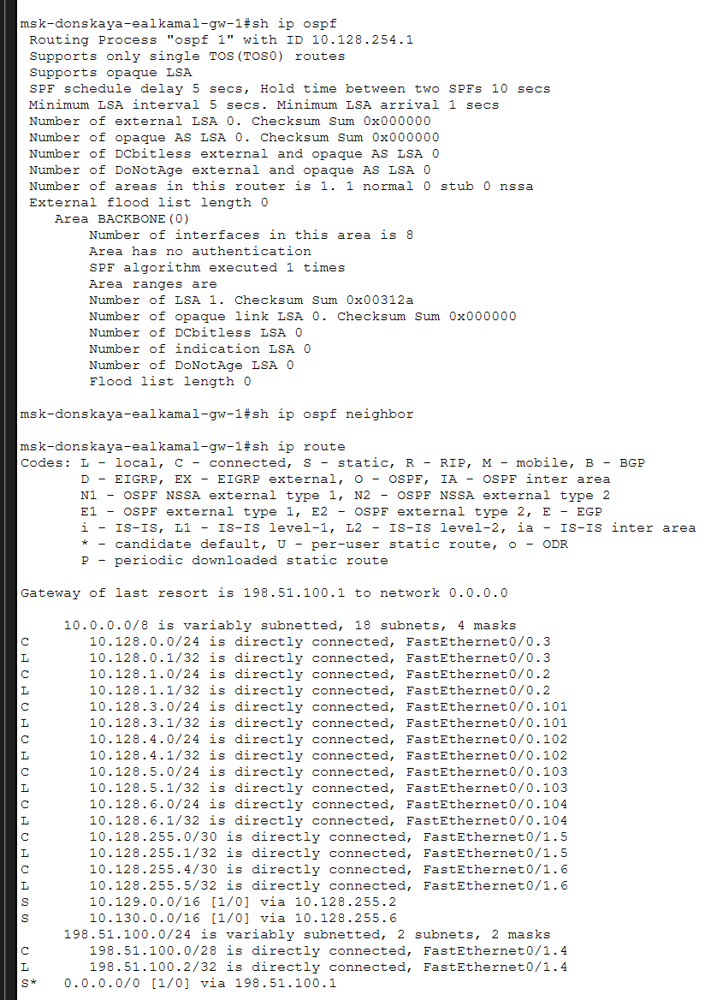 msk-donskaya-ealkamal-gw-1#sh ip ospf
Routing Process "ospf 1" with ID 10.128.254.1
Supports only single TOS(TOS0) routes
Supports opaque LSA
SPF schedule delay 5 secs, Hold time between two SPFs 10 secs
Minimum LSA interval 5 secs. Minimum LSA arrival 1 secs
Number of external LSA 0. Checksum Sum 0x000000
Number of opaque AS LSA 0. Checksum Sum 0x000000
Number of DCbitless external and opaque AS LSA 0
Number of DoNotAge external and opaque AS LSA 0
Number of areas in this router is 1. 1 normal 0 stub 0 nssa
External flood list length 0
Area BACKBONE(0)
Number of interfaces in this area is 8
Area has no authentication
SPF algorithm executed 1 times
Area ranges are
Number of LSA 1. Checksum Sum 0x00312a
Number of opaque link LSA 0. Checksum Sum 0x000000
Number of DCbitless LSA 0
Number of indication LSA 0
Number of DoNotAge LSA 0
Flood list length 0
msk-donskaya-ealkamal-gw-1#sh ip ospf neighbor
msk-donskaya-ealkamal-gw-1#sh ip route
Codes: L - local, C - connected, S - static, R - RIP, M - mobile, B - BGP
D - EIGRP, EX - EIGRP external, O - OSPF, IA - OSPF inter area
N1 - OSPF NSSA external type 1, N2 - OSPF NSSA external type 2
E1 - OSPF external type 1, E2 - OSPF external type 2, E - EGP
i - IS-IS, L1 - IS-IS level-1, L2 - IS-IS level-2, ia - IS-IS inter area
* - candidate default, U - per-user static route, o - ODR
P - periodic downloaded static route
Gateway of last resort is 198.51.100.1 to network 0.0.0.0
10.0.0.0/8 is variably subnetted, 18 subnets, 4 masks
C 10.128.0.0/24 is directly connected, FastEthernet0/0.3
L 10.128.0.1/32 is directly connected, FastEthernet0/0.3
C 10.128.1.0/24 is directly connected, FastEthernet0/0.2
L 10.128.1.1/32 is directly connected, FastEthernet0/0.2
C 10.128.3.0/24 is directly connected, FastEthernet0/0.101
L 10.128.3.1/32 is directly connected, FastEthernet0/0.101
C 10.128.4.0/24 is directly connected, FastEthernet0/0.102
L 10.128.4.1/32 is directly connected, FastEthernet0/0.102
C 10.128.5.0/24 is directly connected, FastEthernet0/0.103
L 10.128.5.1/32 is directly connected, FastEthernet0/0.103
C 10.128.6.0/24 is directly connected, FastEthernet0/0.104
L 10.128.6.1/32 is directly connected, FastEthernet0/0.104
C 10.128.255.0/30 is directly connected, FastEthernet0/1.5
L 10.128.255.1/32 is directly connected, FastEthernet0/1.5
C 10.128.255.4/30 is directly connected, FastEthernet0/1.6
L 10.128.255.5/32 is directly connected, FastEthernet0/1.6
S 10.129.0.0/16 [1/0] via 10.128.255.2
S 10.130.0.0/16 [1/0] via 10.128.255.6
198.51.100.0/24 is variably subnetted, 2 subnets, 2 masks
C 198.51.100.0/28 is directly connected, FastEthernet0/1.4
L 198.51.100.2/32 is directly connected, FastEthernet0/1.4
S* 0.0.0.0/0 [1/0] via 198.51.100.1